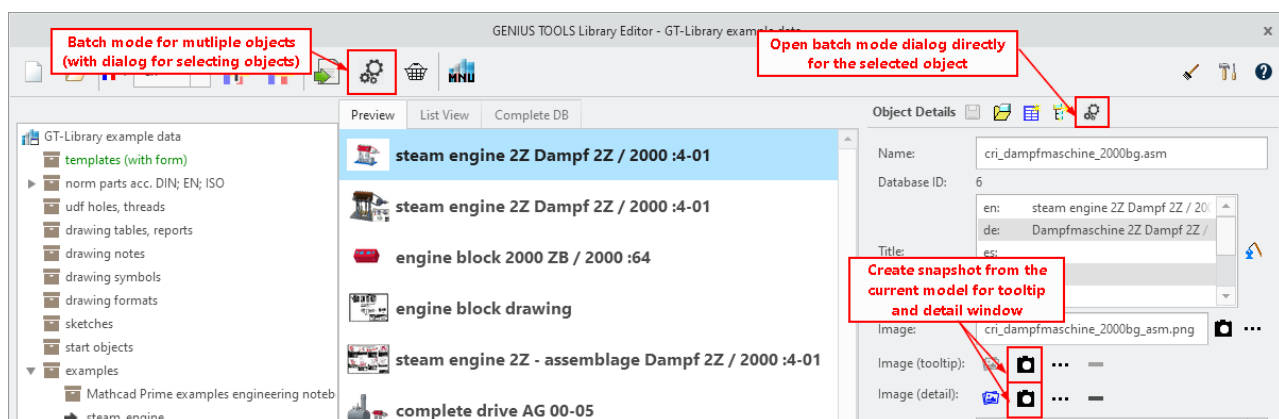 GENIUS TOOLS Library Editor - GT-Library example data
Batch mode for mutliple objects
(with dialog for selecting objects)
Open batch mode dialog directly
for the selected object
MNU
GT-Library example data
templates (with form)
norm parts acc. DIN; EN; ISO
udf holes, threads
drawing tables, reports
drawing notes
drawing symbols
drawing formats
sketches
start objects
examples
Mathcad Prime examples engineering noteb
steam engine
Preview
List View
Complete DB
steam engine 2Z Dampf 2Z / 2000 :4-01
steam engine 2Z Dampf 2Z / 2000 :4-01
engine block 2000 ZB / 2000 :64
engine block drawing
steam engine 2Z - assemblage Dampf 2Z / 2000 :4-01
complete drive AG 00-05
Object Details
Name: cri_dampfmaschine_2000bg.asm
Database ID: 6
Title:
en: steam engine 2Z Dampf 2Z / 20
de: Dampfmaschine 2Z Dampf 2Z /
es:
Create snapshot from the
current model for tooltip
and detail window
Image: cri_dampfmaschine_2000bg_asm.png
Image (tooltip):
Image (detail):